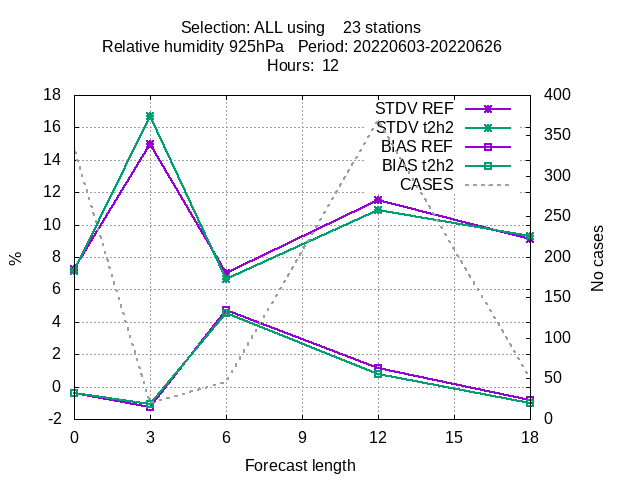 Selection: ALL using    23 stations
Relative humidity 925hPa   Period: 20220603-20220626
Hours:  12
18
16
14
12
10
8
6
4
2
0
-2
400
350
300
250
200
150
100
50
0
STDV REF
STDV t2h2
BIAS REF
BIAS t2h2
CASES
%
No cases
0 3 6 9 12 15 18
Forecast length